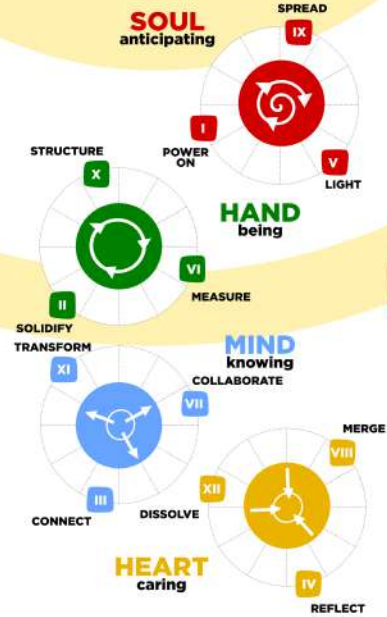 SPREAD
SOUL
anticipating
IX
I
POWER
ON
V
LIGHT
STRUCTURE
X
HAND
being
VI
MEASURE
II
SOLIDIFY
TRANSFORM
MIND
knowing
XI
COLLABORATE
VII
III
CONNECT
MERGE
VIII
XII
DISSOLVE
HEART
caring
IV
REFLECT